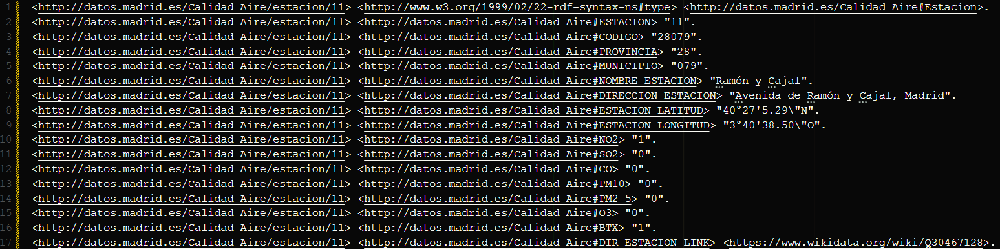 1 <http://datos.madrid.es/Calidad_Aire/estacion/11> <http://www.w3.org/1999/02/22-rdf-syntax-ns#type> <http://datos.madrid.es/Calidad_Aire#Estacion>.
2 <http://datos.madrid.es/Calidad_Aire/estacion/11> <http://datos.madrid.es/Calidad_Aire#ESTACION> "11".
3 <http://datos.madrid.es/Calidad_Aire/estacion/11> <http://datos.madrid.es/Calidad_Aire#CODIGO> "28079".
4 <http://datos.madrid.es/Calidad_Aire/estacion/11> <http://datos.madrid.es/Calidad_Aire#PROVINCIA> "28".
5 <http://datos.madrid.es/Calidad_Aire/estacion/11> <http://datos.madrid.es/Calidad_Aire#MUNICIPIO> "079".
6 <http://datos.madrid.es/Calidad_Aire/estacion/11> <http://datos.madrid.es/Calidad_Aire#NOMBRE_ESTACION> "Ramón y Cajal".
7 <http://datos.madrid.es/Calidad_Aire/estacion/11> <http://datos.madrid.es/Calidad_Aire#DIRECCION_ESTACION> "Avenida de Ramón y Cajal, Madrid".
8 <http://datos.madrid.es/Calidad_Aire/estacion/11> <http://datos.madrid.es/Calidad_Aire#ESTACION_LATITUD> "40°27'5.29\"N".
9 <http://datos.madrid.es/Calidad_Aire/estacion/11> <http://datos.madrid.es/Calidad_Aire#ESTACION_LONGITUD> "3°40'38.50\"O".
10 <http://datos.madrid.es/Calidad_Aire/estacion/11> <http://datos.madrid.es/Calidad_Aire#NO2> "1".
11 <http://datos.madrid.es/Calidad_Aire/estacion/11> <http://datos.madrid.es/Calidad_Aire#SO2> "0".
12 <http://datos.madrid.es/Calidad_Aire/estacion/11> <http://datos.madrid.es/Calidad_Aire#CO> "0".
13 <http://datos.madrid.es/Calidad_Aire/estacion/11> <http://datos.madrid.es/Calidad_Aire#PM10> "0".
14 <http://datos.madrid.es/Calidad_Aire/estacion/11> <http://datos.madrid.es/Calidad_Aire#PM2_5> "0".
15 <http://datos.madrid.es/Calidad_Aire/estacion/11> <http://datos.madrid.es/Calidad_Aire#O3> "0".
16 <http://datos.madrid.es/Calidad_Aire/estacion/11> <http://datos.madrid.es/Calidad_Aire#BTX> "1".
17 <http://datos.madrid.es/Calidad_Aire/estacion/11> <http://datos.madrid.es/Calidad_Aire#DIR_ESTACION_LINK> <https://www.wikidata.org/wiki/Q30467128>.